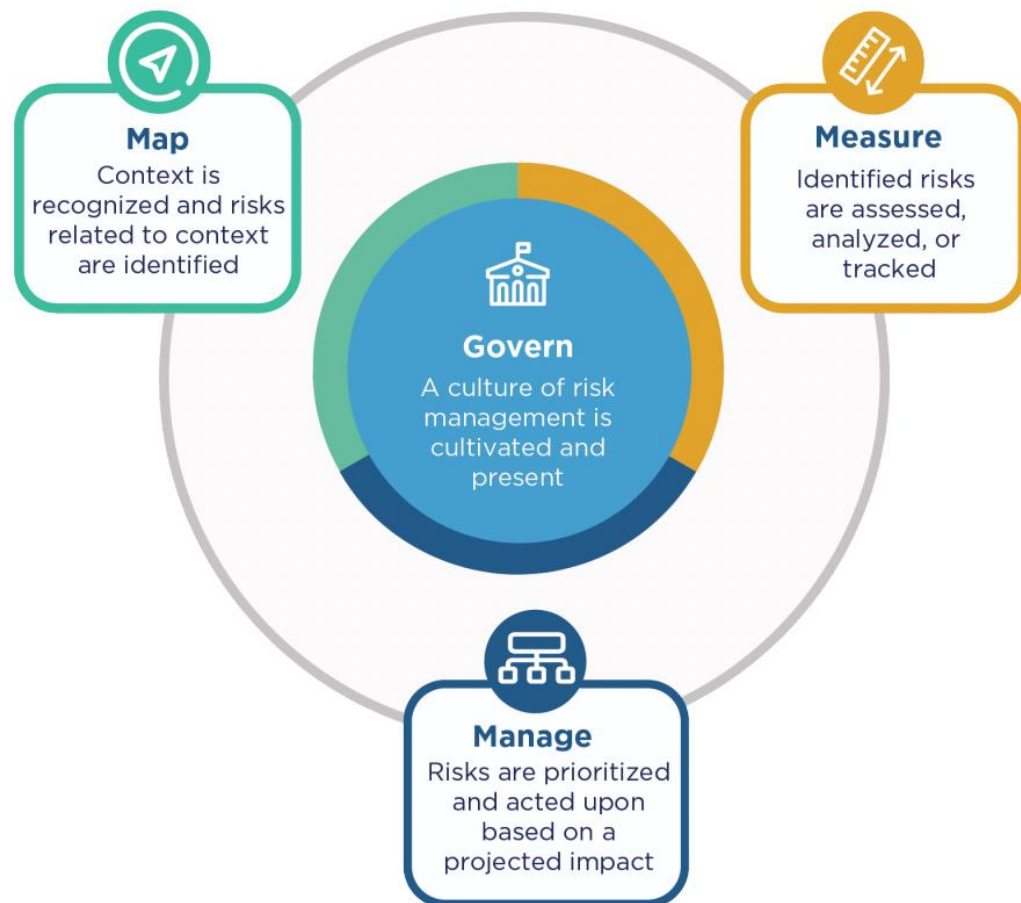 Map
Context is
recognized and risks
related to context
are identified
Measure
Identified risks
are assessed,
analyzed, or
tracked
Govern
A culture of risk
management is
cultivated and
present
Manage
Risks are prioritized
and acted upon
based on a
projected impact